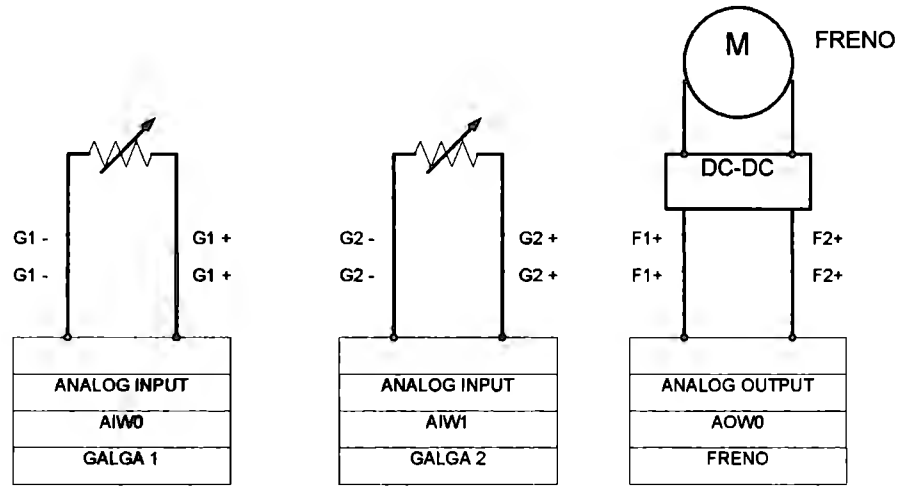 M FRENO
DC-DC
G1 - G1 + G2 - G2 + F1+ F2+
G1 - G1 + G2 - G2 + F1+ F2+
ANALOG INPUT ANALOG INPUT ANALOG OUTPUT
AIW0 AIW1 AOW0
GALGA 1 GALGA 2 FRENO